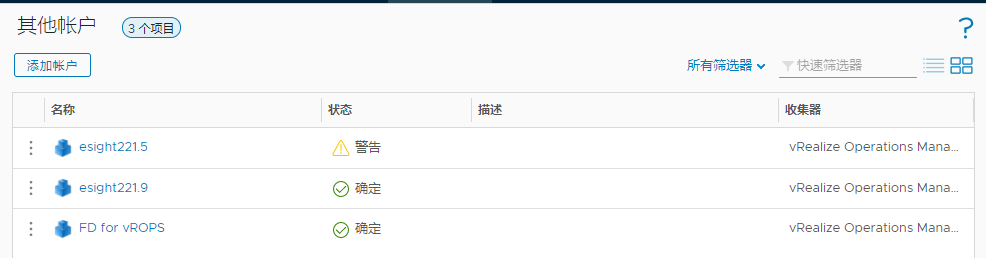 其他帐户 3 个项目 ?
添加帐户 所有筛选器 快速筛选器
名称 状态 描述 收集器
esight221.5 警告 vRealize Operations Mana...
esight221.9 确定 vRealize Operations Mana...
FD for vROPS 确定 vRealize Operations Mana...